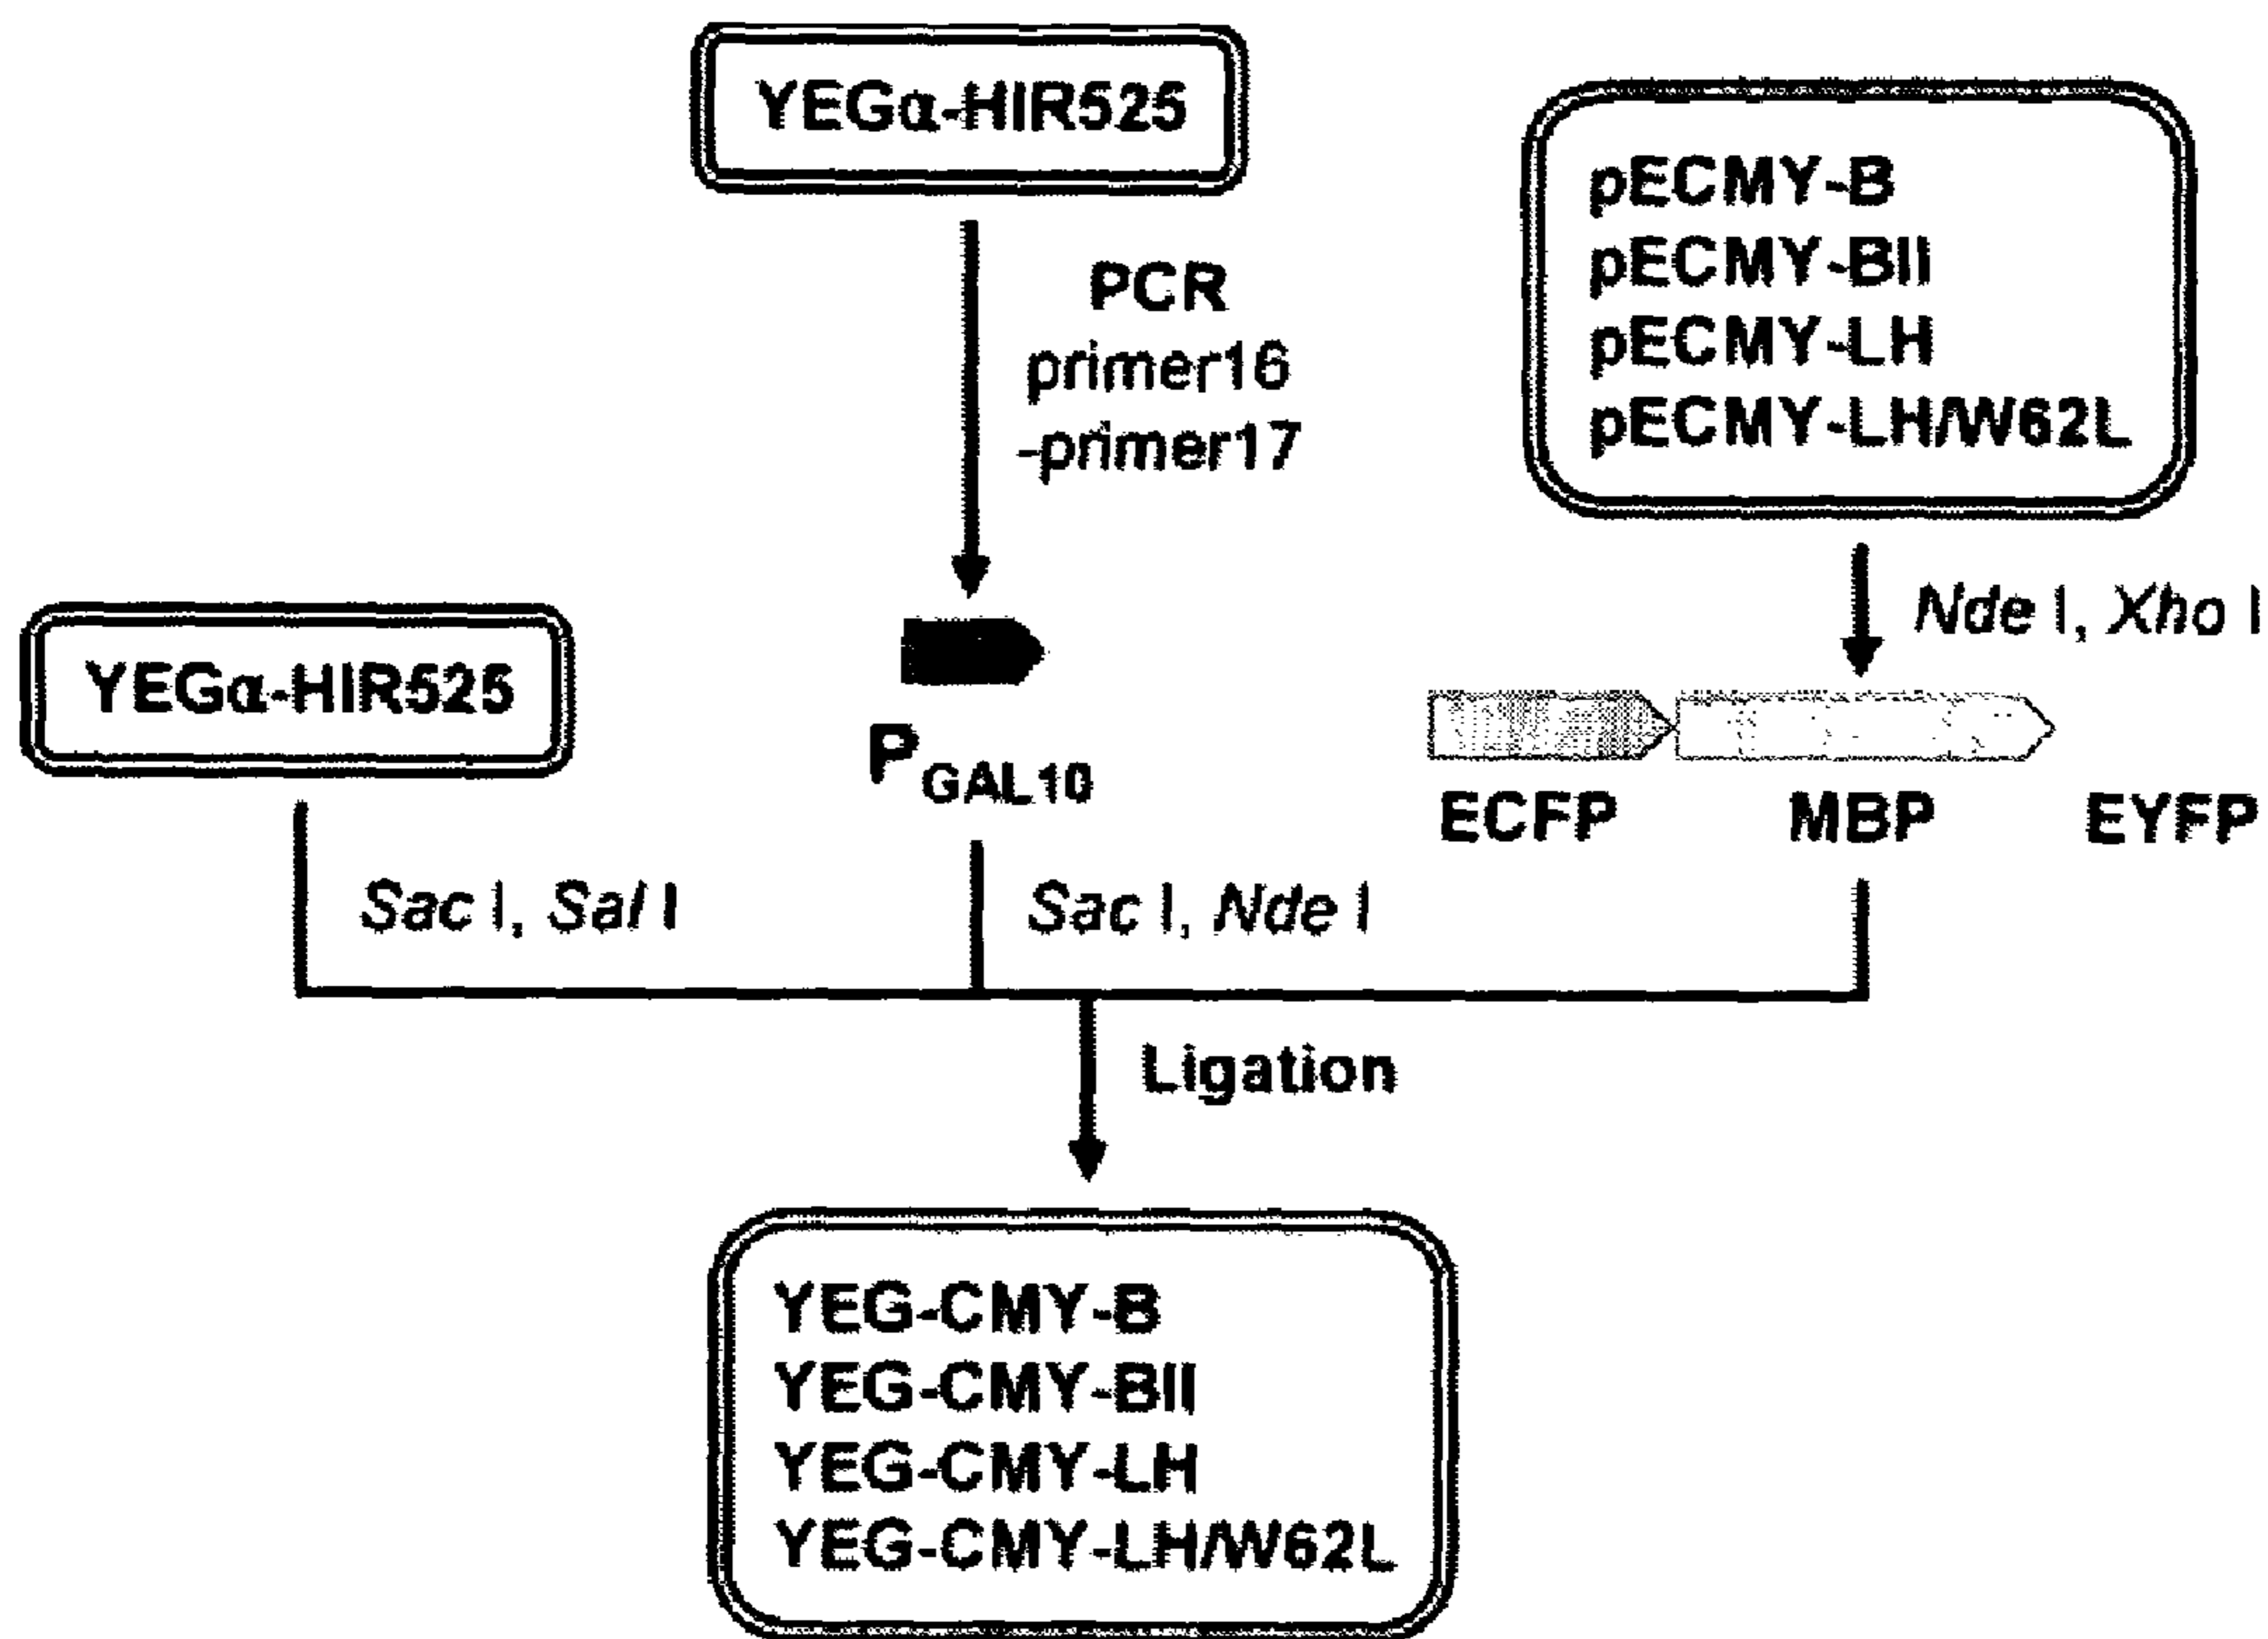 YEGα-HIR525
PCR
primer16
-primer17
pECMY-B
pECMY-BII
pECMY-LH
pECMY-LH/W62L
Nde I, Xho I
YEGα-HIR525
P GAL10
ECFP MBP EYFP
Sac I, Sal I
Sac I, Nde I
Ligation
YEG-CMY-B
YEG-CMY-BII
YEG-CMY-LH
YEG-CMY-LH/W62L